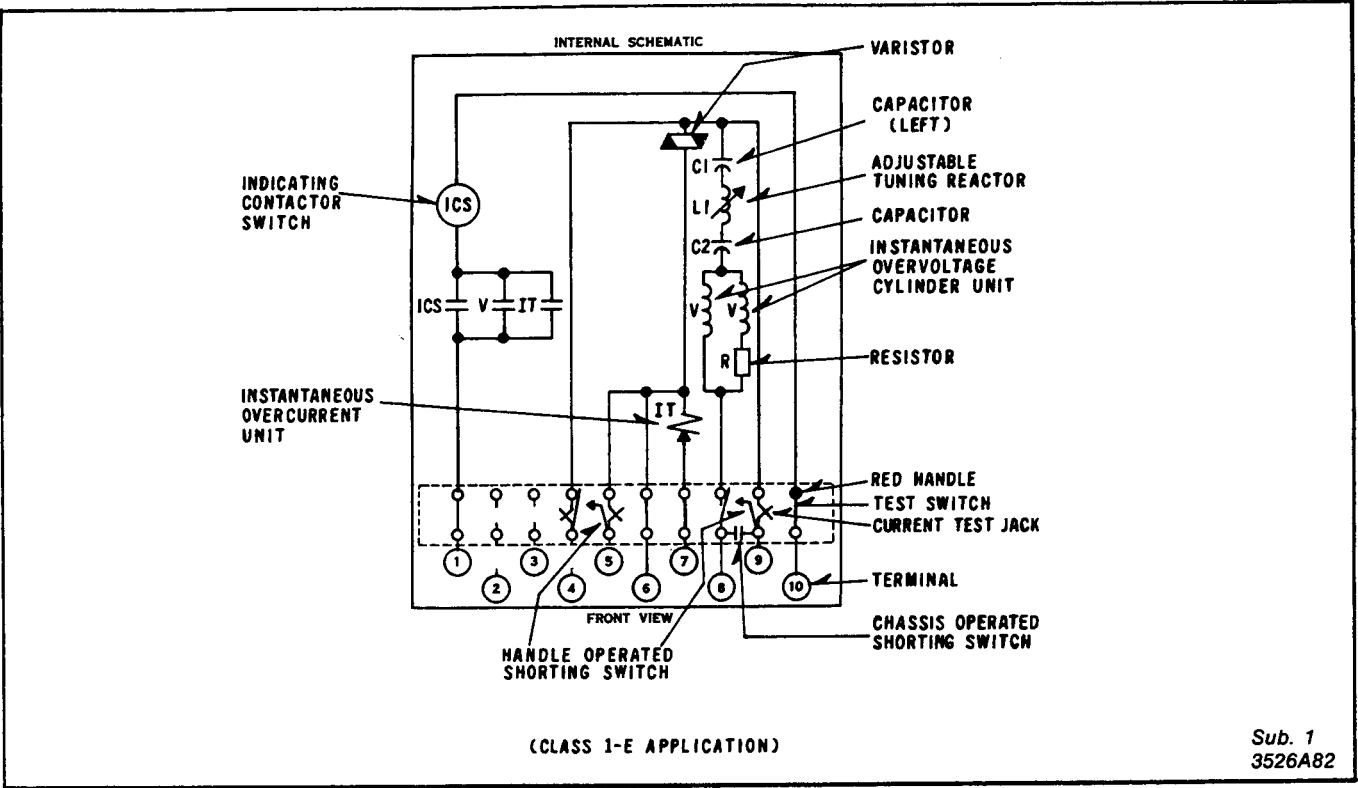 INTERNAL SCHEMATIC
VARISTOR
CAPACITOR
(LEFT)
ADJUSTABLE
TUNING REACTOR
CAPACITOR
INSTANTANEOUS
OVERVOLTAGE
CYLINDER UNIT
RESISTOR
INDICATING
CONTACTOR
SWITCH
ICS
C1
L1
C2
ICS
V
IT
V
V
R
INSTANTANEOUS
OVERCURRENT
UNIT
IT
RED HANDLE
TEST SWITCH
CURRENT TEST JACK
1
2
3
4
5
6
7
8
9
10
TERMINAL
FRONT VIEW
CHASSIS OPERATED
SHORTING SWITCH
HANDLE OPERATED
SHORTING SWITCH
(CLASS 1-E APPLICATION)
Sub. 1
3526A82